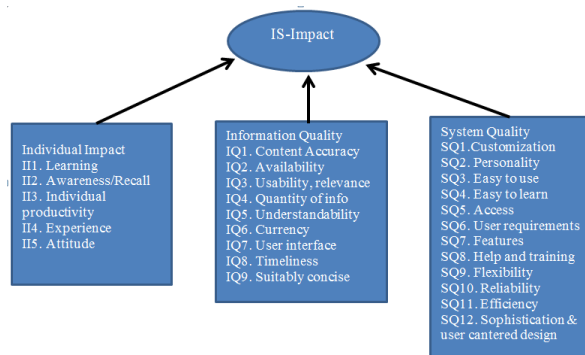 IS-Impact
Individual Impact
II1. Learning
II2. Awareness/Recall
II3. Individual
productivity
II4. Experience
II5. Attitude
Information Quality
IQ1. Content Accuracy
IQ2. Availability
IQ3. Usability, relevance
IQ4. Quantity of info
IQ5. Understandability
IQ6. Currency
IQ7. User interface
IQ8. Timeliness
IQ9. Suitably concise
System Quality
SQ1.Customization
SQ2. Personality
SQ3. Easy to use
SQ4. Easy to learn
SQ5. Access
SQ6. User requirements
SQ7. Features
SQ8. Help and training
SQ9. Flexibility
SQ10. Reliability
SQ11. Efficiency
SQ12. Sophistication &
user cantered design